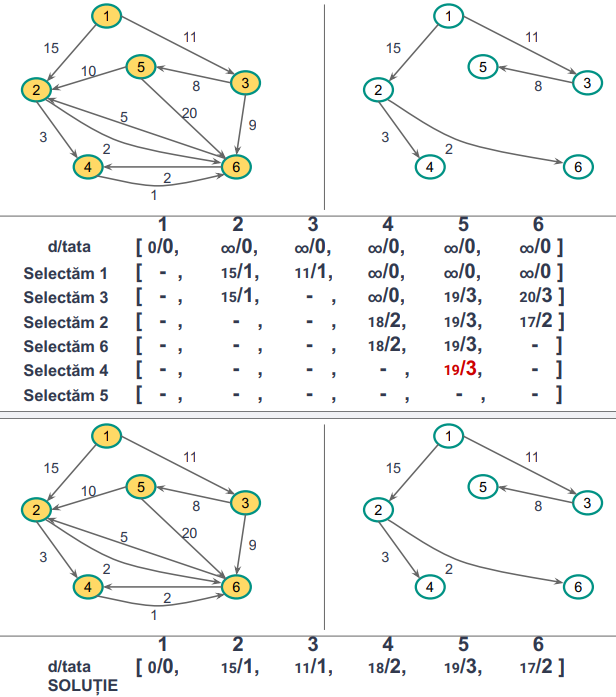 1 1
15 11 15 11
5 5
10 8 3 8 3
2 2
5 20 9
3 2 3 2
4 6 4 6
2
1
1 2 3 4 5 6
d/tata [ 0/0, ∞/0, ∞/0, ∞/0, ∞/0, ∞/0 ]
Selectăm 1 [ - , 15/1, 11/1, ∞/0, ∞/0, ∞/0 ]
Selectăm 3 [ - , 15/1, - , ∞/0, 19/3, 20/3 ]
Selectăm 2 [ - , - , - , 18/2, 19/3, 17/2 ]
Selectăm 6 [ - , - , - , 18/2, 19/3, - ]
Selectăm 4 [ - , - , - , - , 19/3, - ]
Selectăm 5 [ - , - , - , - , - , - ]
1 1
15 11 15 11
5 5
10 8 3 8 3
2 2
5 20 9
3 2 3 2
4 6 4 6
2
1
1 2 3 4 5 6
d/tata [ 0/0, 15/1, 11/1, 18/2, 19/3, 17/2 ]
SOLUȚIE